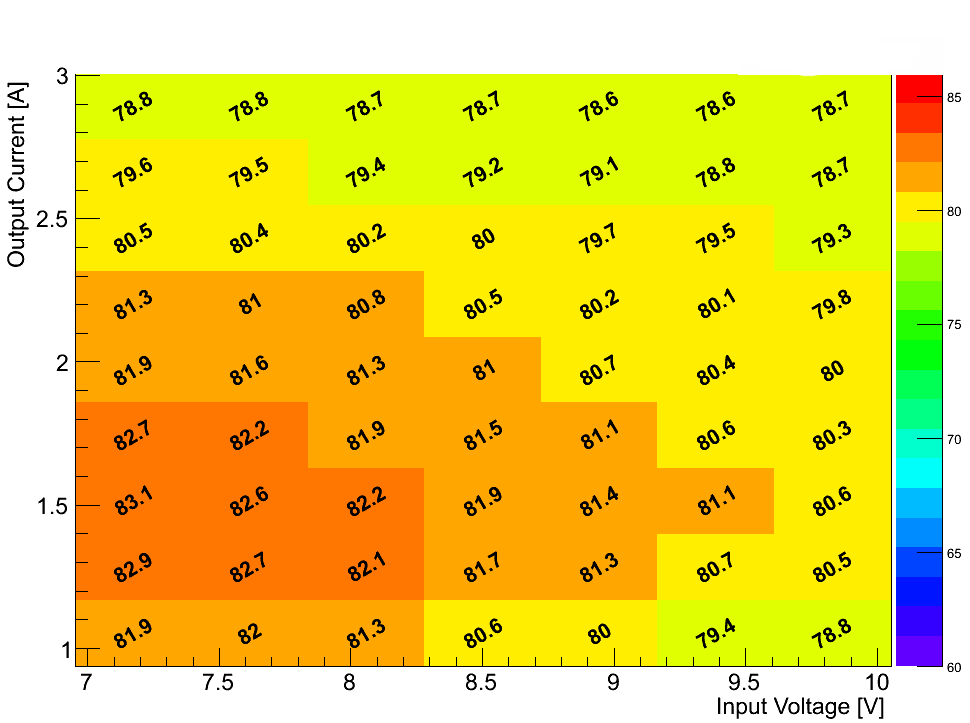 3
78.8 78.8 78.7 78.7 78.6 78.6 78.7
85
Output Current [A]
79.6 79.5 79.4 79.2 79.1 78.8 78.7
2.5
80.5 80.4 80.2 80 79.7 79.5 79.3
80
81.3 81 80.8 80.5 80.2 80.1 79.8
75
2
81.9 81.6 81.3 81 80.7 80.4 80
82.7 82.2 81.9 81.5 81.1 80.6 80.3
70
1.5
83.1 82.6 82.2 81.9 81.4 81.1 80.6
65
82.9 82.7 82.1 81.7 81.3 80.7 80.5
1
81.9 82 81.3 80.6 80 79.4 78.8
60
7 7.5 8 8.5 9 9.5 10
Input Voltage [V]